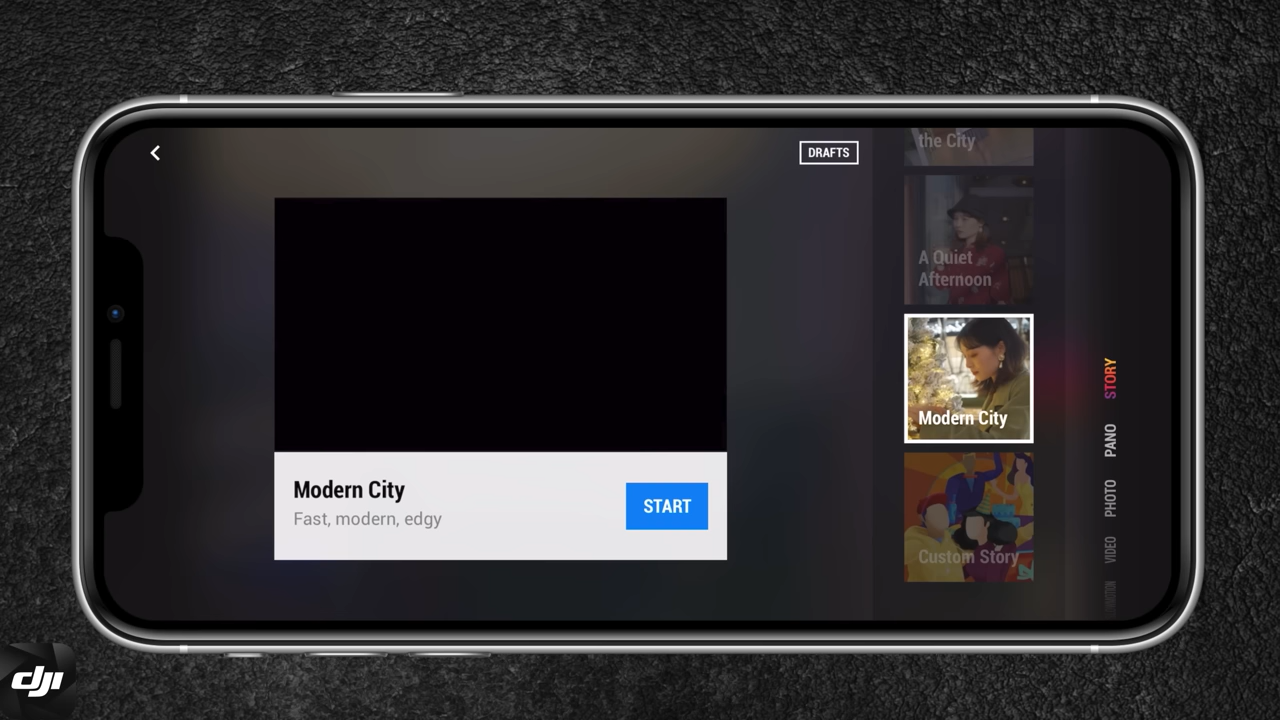 DRAFTS
the City
A Quiet
Afternoon
Modern City
Custom Story
Modern City
Fast, modern, edgy
START
STORY
PANO
PHOTO
VIDEO
dji